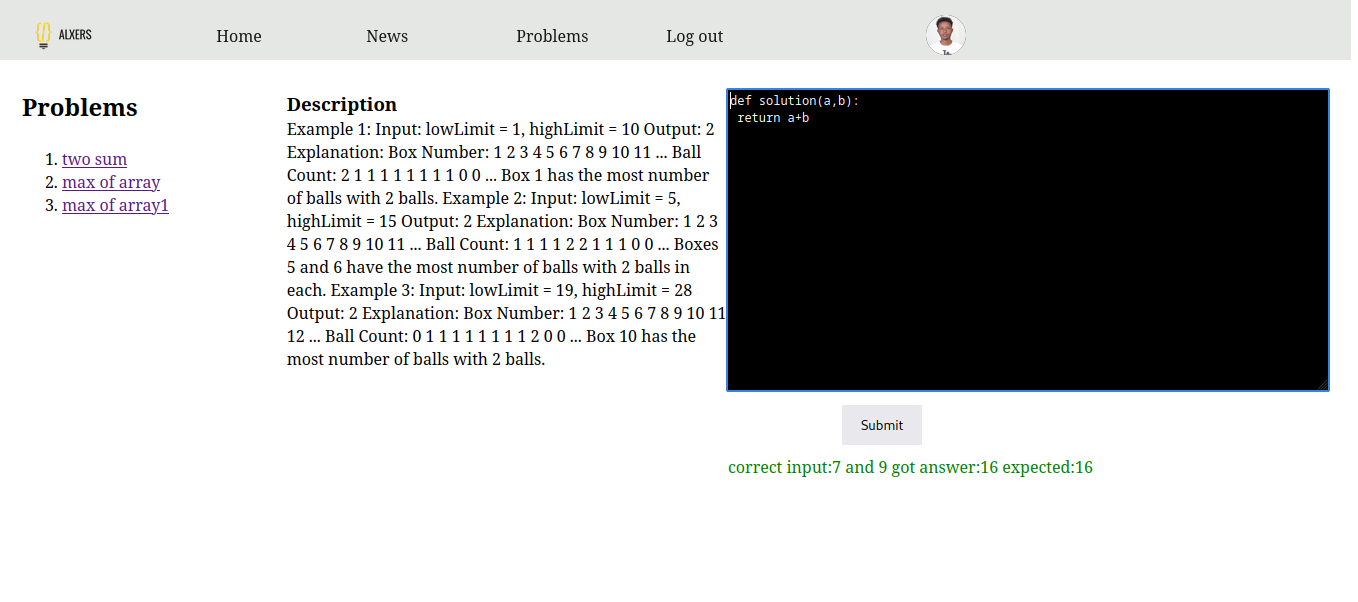 ALXERS
Home
News
Problems
Log out
Problems
1. two sum
2. max of array
3. max of array1
Description
Example 1: Input: lowLimit = 1, highLimit = 10 Output: 2
Explanation: Box Number: 1 2 3 4 5 6 7 8 9 10 11 ... Ball
Count: 2 1 1 1 1 1 1 1 1 0 0 ... Box 1 has the most number
of balls with 2 balls. Example 2: Input: lowLimit = 5,
highLimit = 15 Output: 2 Explanation: Box Number: 1 2 3
4 5 6 7 8 9 10 11 ... Ball Count: 1 1 1 1 2 2 1 1 1 0 0 ... Boxes
5 and 6 have the most number of balls with 2 balls in
each. Example 3: Input: lowLimit = 19, highLimit = 28
Output: 2 Explanation: Box Number: 1 2 3 4 5 6 7 8 9 10 11
12 ... Ball Count: 0 1 1 1 1 1 1 1 1 2 0 0 ... Box 10 has the
most number of balls with 2 balls.
def solution(a,b):
return a+b
Submit
correct input:7 and 9 got answer:16 expected:16